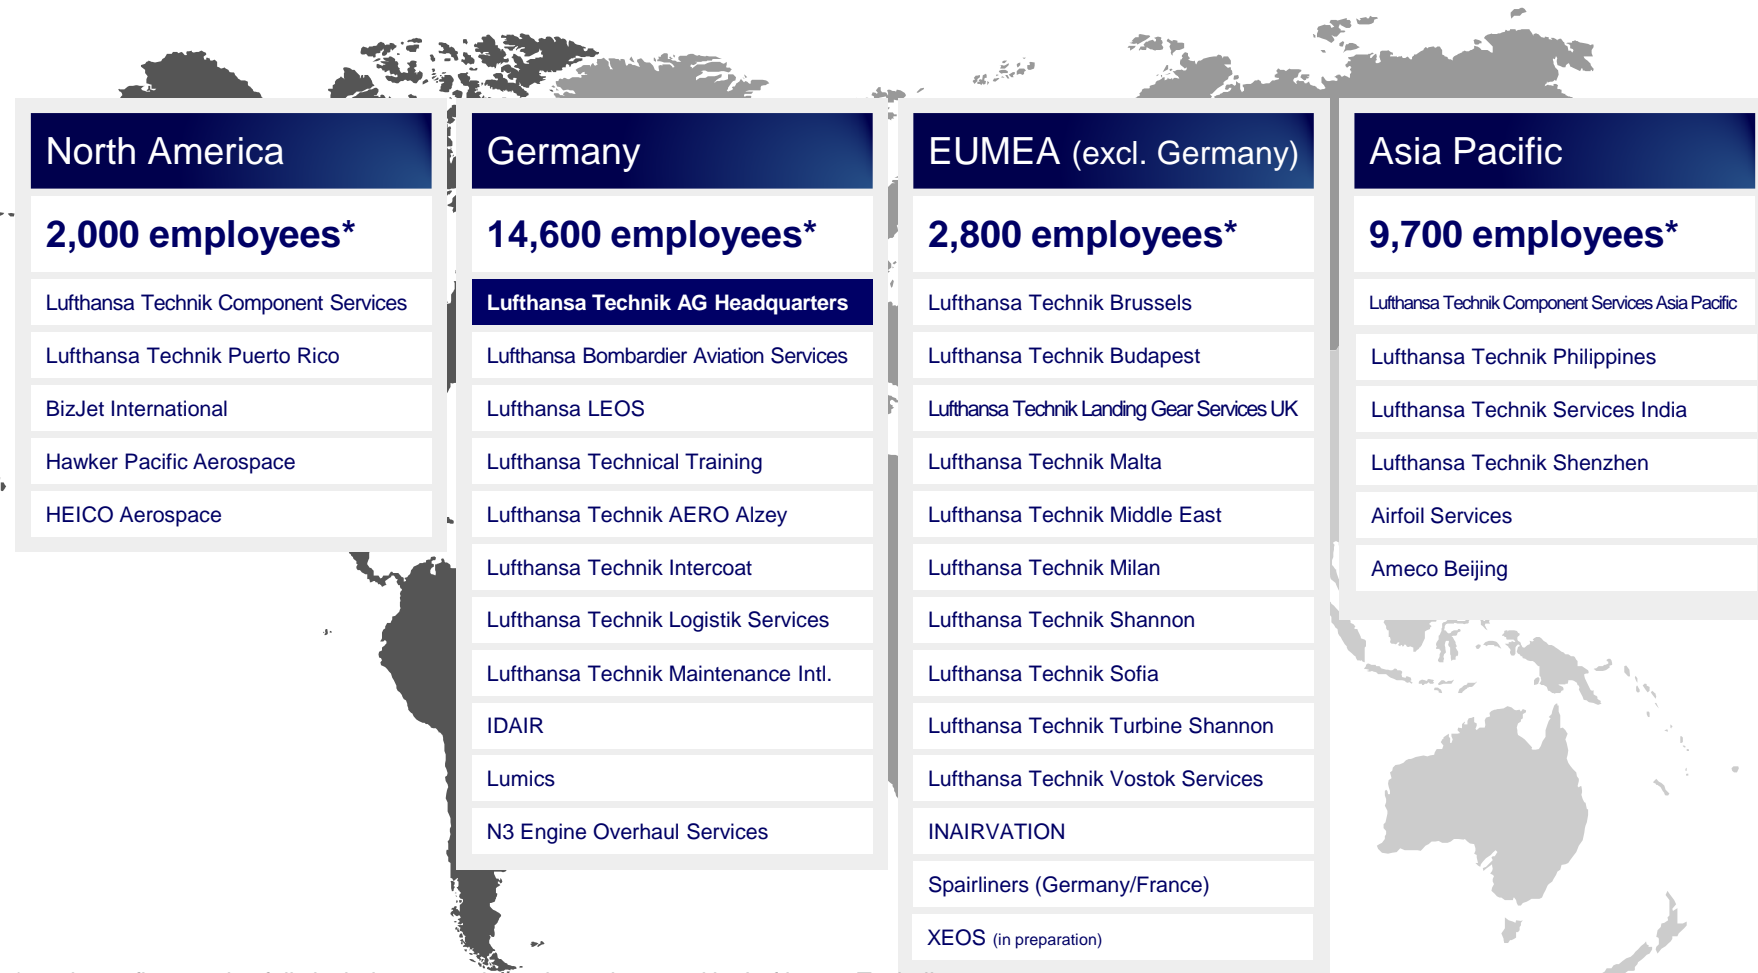 North America
2,000 employees*
Lufthansa Technik Component Services
Lufthansa Technik Puerto Rico
BizJet International
Hawker Pacific Aerospace
HEICO Aerospace
Germany
14,600 employees*
Lufthansa Technik AG Headquarters
Lufthansa Bombardier Aviation Services
Lufthansa LEOS
Lufthansa Technical Training
Lufthansa Technik AERO Alzey
Lufthansa Technik Intercoat
Lufthansa Technik Logistik Services
Lufthansa Technik Maintenance Intl.
IDAIR
Lumics
N3 Engine Overhaul Services
EUMEA (excl. Germany)
2,800 employees*
Lufthansa Technik Brussels
Lufthansa Technik Budapest
Lufthansa Technik Landing Gear Services UK
Lufthansa Technik Malta
Lufthansa Technik Middle East
Lufthansa Technik Milan
Lufthansa Technik Shannon
Lufthansa Technik Sofia
Lufthansa Technik Turbine Shannon
Lufthansa Technik Vostok Services
INAIRVATION
Spairliners (Germany/France)
XEOS (in preparation)
Asia Pacific
9,700 employees*
Lufthansa Technik Component Services Asia Pacific
Lufthansa Technik Philippines
Lufthansa Technik Services India
Lufthansa Technik Shenzhen
Airfoil Services
Ameco Beijing